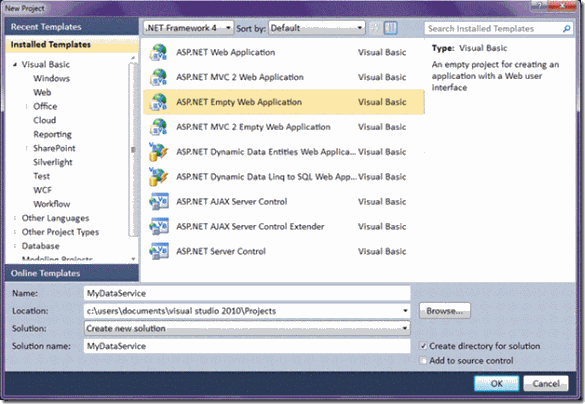 New Project
Recent Templates
.NET Framework 4 Sort by: Default Search Installed Templates
Installed Templates
Visual Basic
Windows
Web
Office
Cloud
Reporting
SharePoint
Silverlight
Test
WCF
Workflow
Other Languages
Other Project Types
Database
Modeling Projects
ASP.NET Web Application Visual Basic
ASP.NET MVC 2 Web Application Visual Basic
ASP.NET Empty Web Application Visual Basic
ASP.NET MVC 2 Empty Web Application Visual Basic
ASP.NET Dynamic Data Entities Web Applica... Visual Basic
ASP.NET Dynamic Data Linq to SQL Web App... Visual Basic
ASP.NET AJAX Server Control Visual Basic
ASP.NET AJAX Server Control Extender Visual Basic
ASP.NET Server Control Visual Basic
Type: Visual Basic
An empty project for creating an
application with a Web user
interface
Online Templates
Name: MyDataService
Location: c:\users\documents\visual studio 2010\Projects Browse...
Solution: Create new solution
Solution name: MyDataService
Create directory for solution
Add to source control
OK Cancel